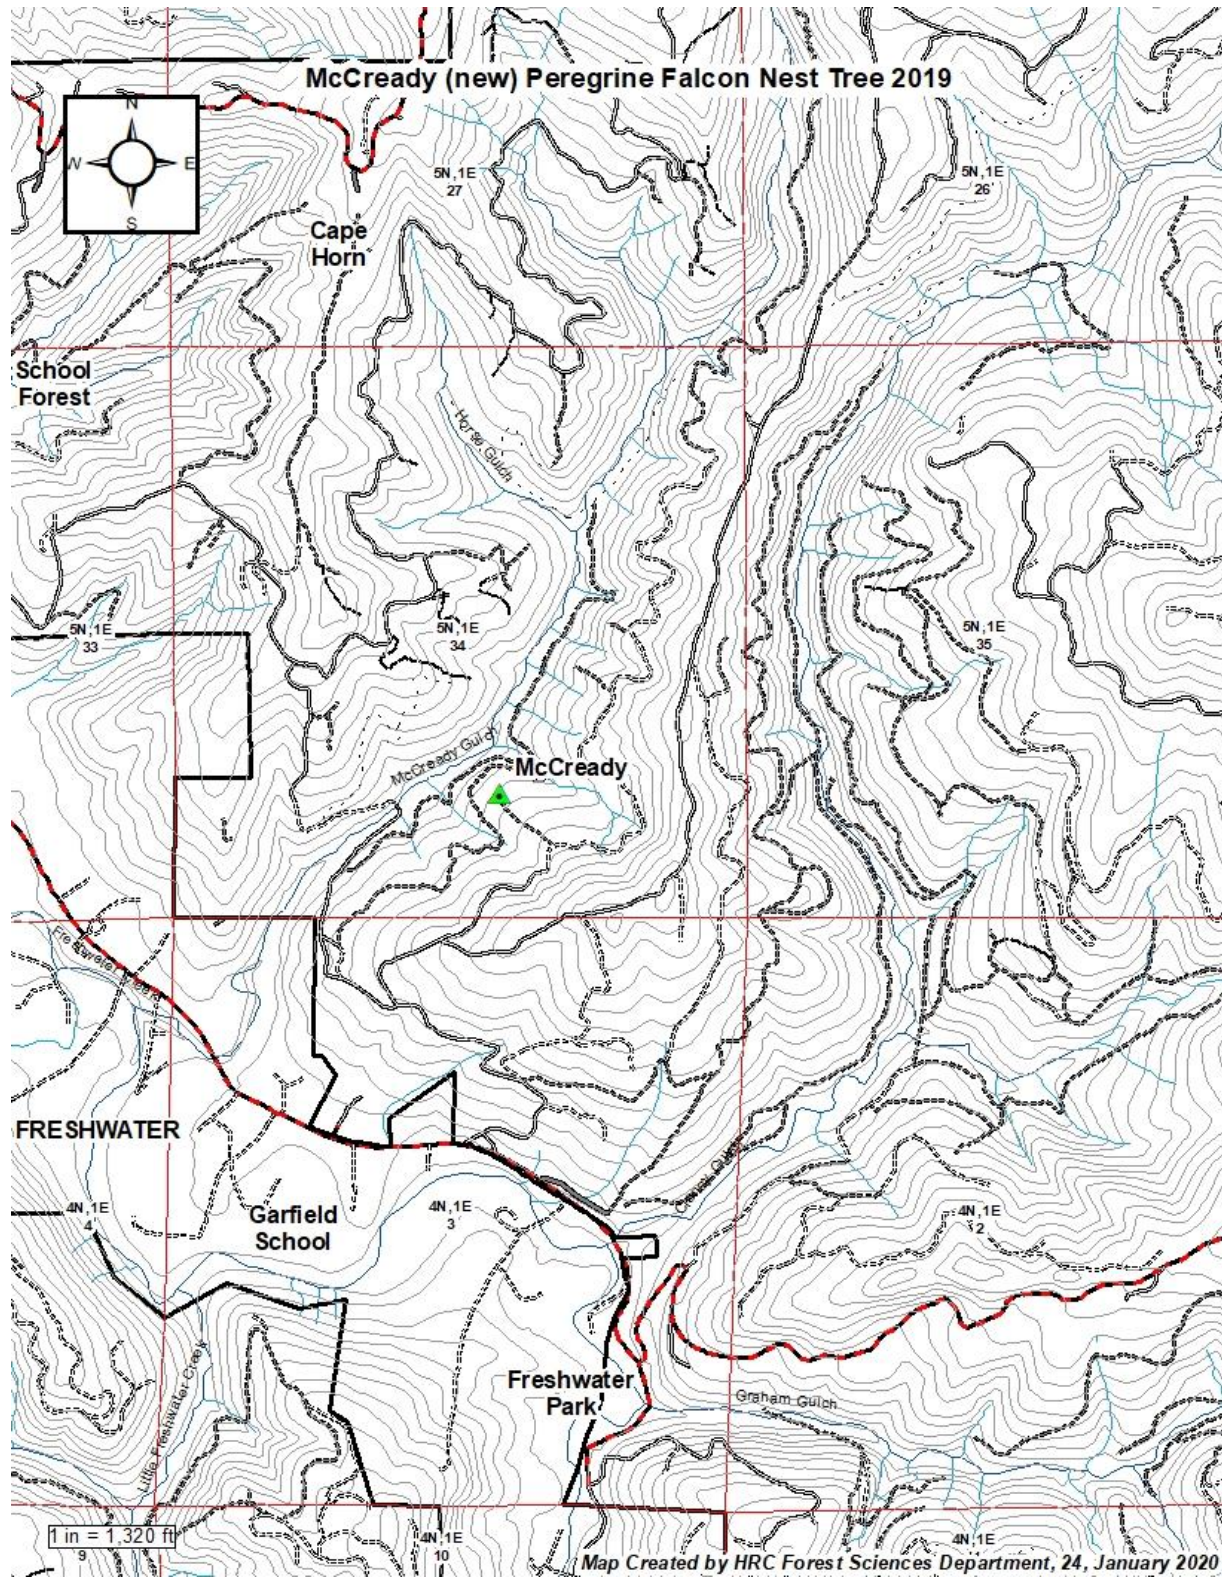 McCready (new) Peregrine Falcon Nest Tree 2019
N
W
E
S
5N, 1E
27
5N, 1E
26
Cape
Horn
School
Forest
Horse Gulch
5N, 1E
33
5N, 1E
34
5N, 1E
35
McCready Gulch
McCready
Freshwater Creek
FRESHWATER
Garfield
School
4N, 1E
4
4N, 1E
3
4N, 1E
2
Gulch
Little Freshwater Creek
Freshwater
Park
Graham Gulch
1 in = 1,320 ft
9
4N, 1E
10
4N, 1E
Map Created by HRC Forest Sciences Department, 24, January 2020